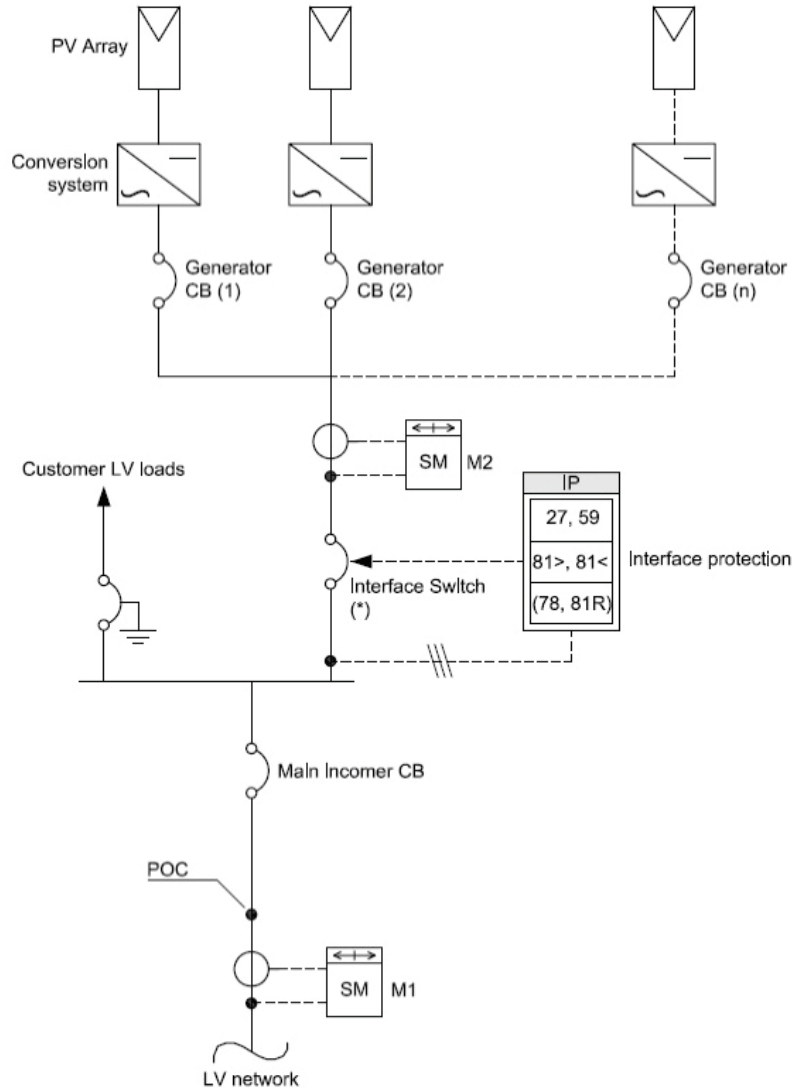 PV Array
Conversion
system
Generator
CB (1)
Generator
CB (2)
Generator
CB (n)
SM
M2
Customer LV loads
IP
27, 59
81>, 81<
(78, 81R)
Interface protection
Interface Switch
(*)
Main Incomer CB
POC
SM
M1
LV network